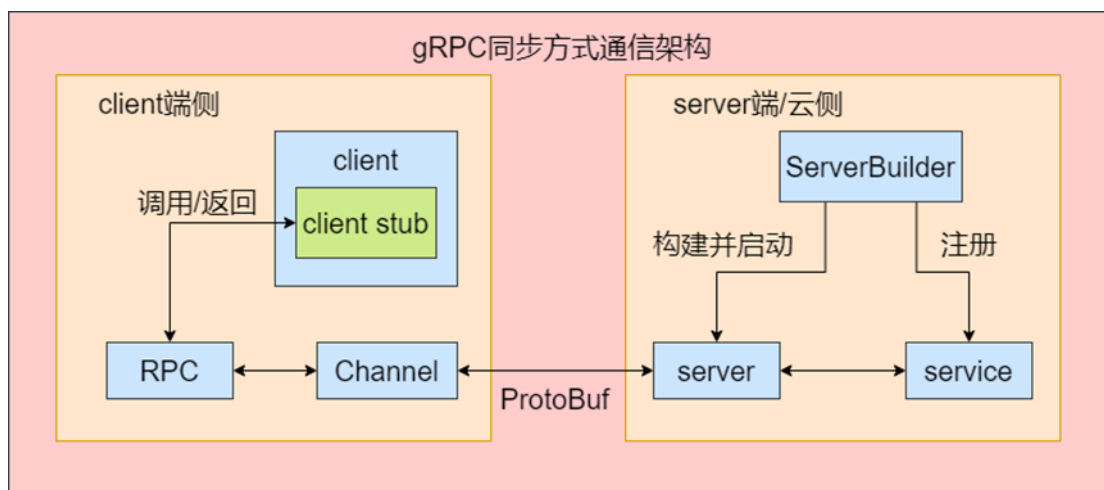 gRPC同步方式通信架构
client端侧
client
client stub
调用/返回
RPC
Channel
ProtoBuf
server端/云侧
ServerBuilder
构建并启动
注册
server
service